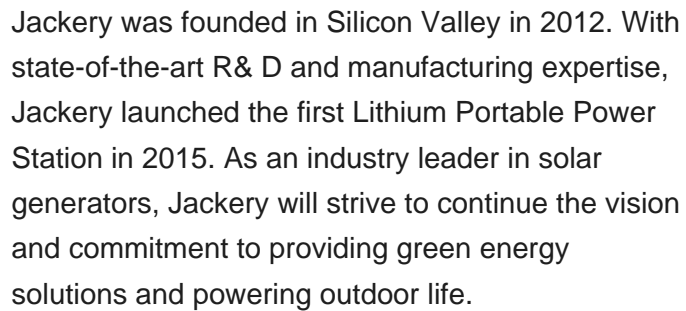 Jackery was founded in Silicon Valley in 2012. With
state-of-the-art R& D and manufacturing expertise,
Jackery launched the first Lithium Portable Power
Station in 2015. As an industry leader in solar
generators, Jackery will strive to continue the vision
and commitment to providing green energy
solutions and powering outdoor life.